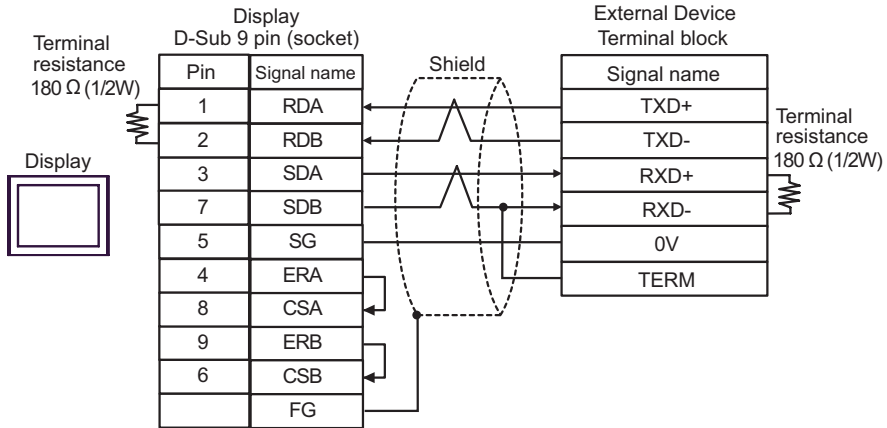 Display
D-Sub 9 pin (socket)
External Device
Terminal block
Terminal
resistance
180 Ω (1/2W)
Shield
Pin Signal name
Signal name
1 RDA
TXD+
2 RDB
TXD-
3 SDA
RXD+
7 SDB
RXD-
5 SG
0V
4 ERA
TERM
8 CSA
9 ERB
6 CSB
FG
Display
Terminal
resistance
180 Ω (1/2W)